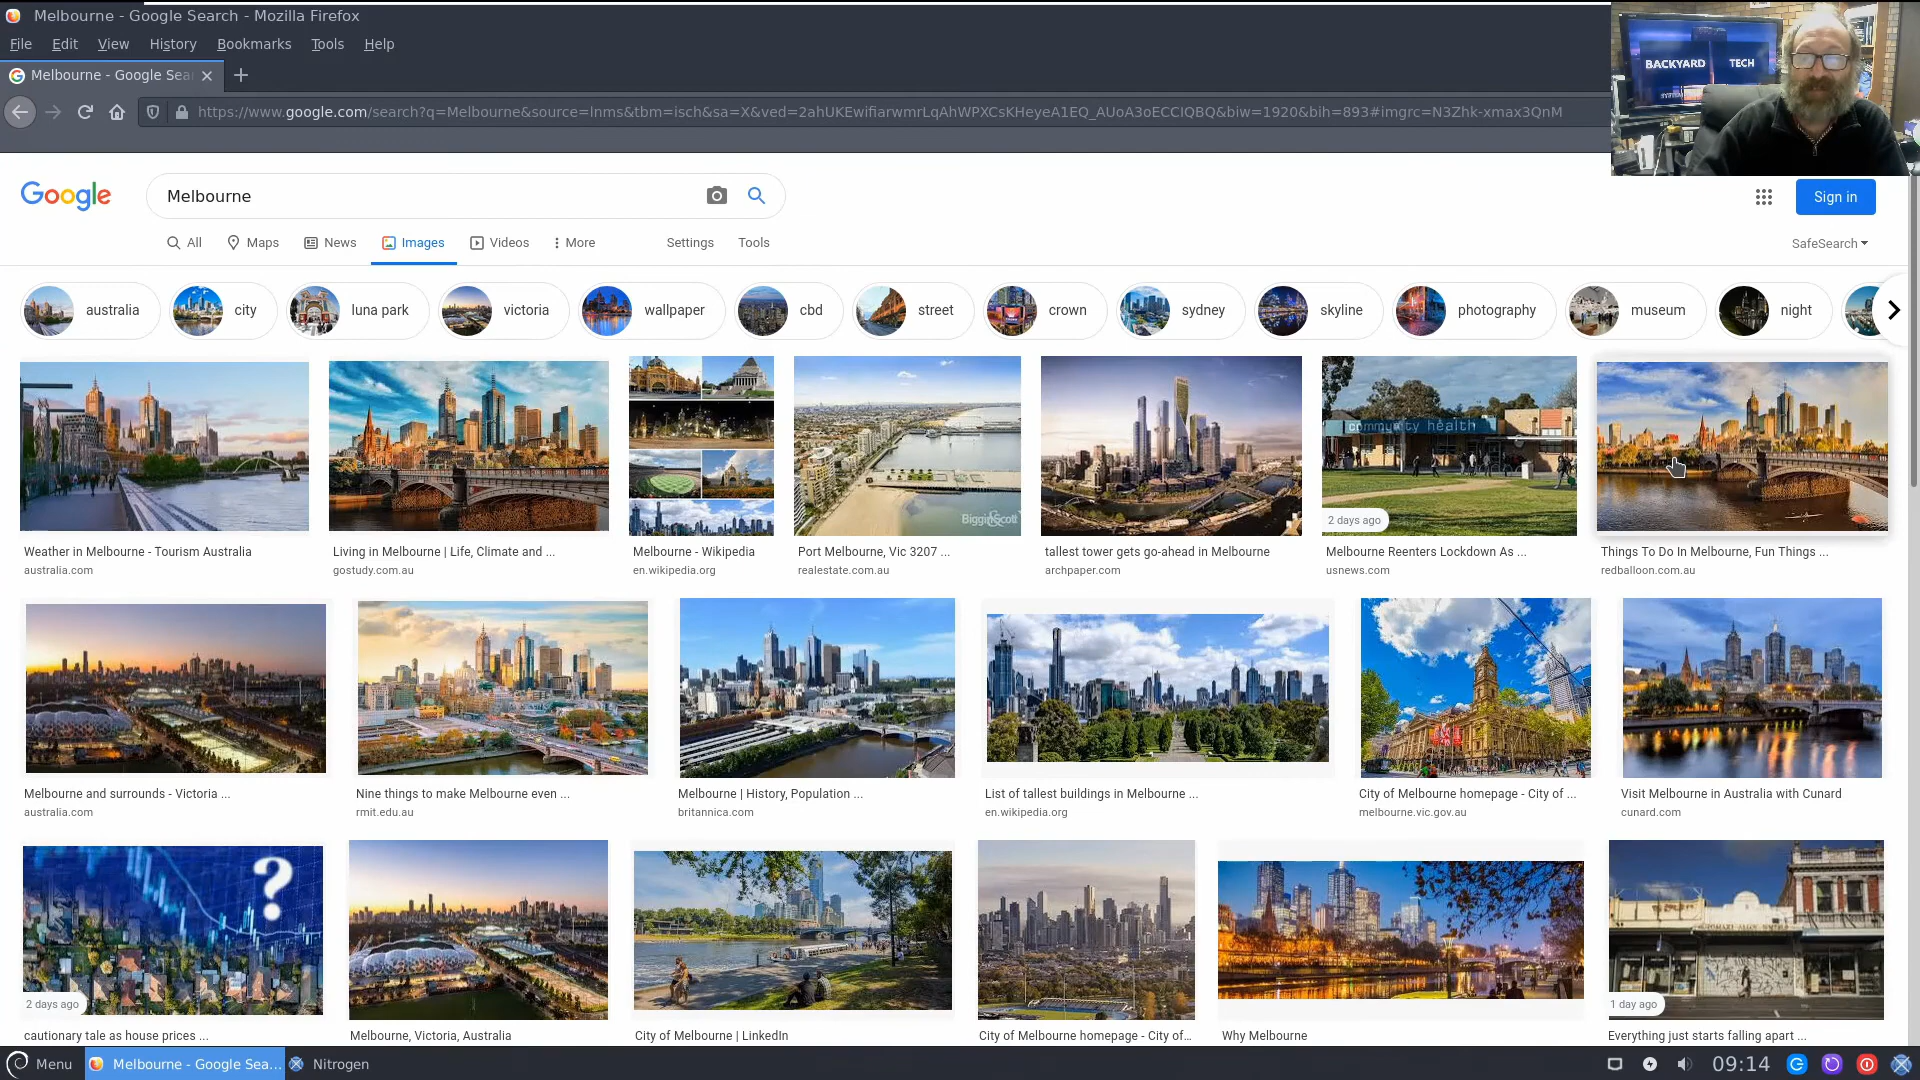 Melbourne - Google Search - Mozilla Firefox
File Edit View History Bookmarks Tools Help
Melbourne - Google Sea
https://www.google.com/search?q=Melbourne&source=lnms&tbm=isch&sa=X&ved=2ahUKEwifiarwmrLqAhWPXCsKHeyeA1EQ_AUoA3oECCIQBQ&biw=1920&bih=893#imgrc=N3Zhk-xmax3QnM
BACKYARD TECH
Google
Melbourne
Sign in
All Maps News Images Videos More Settings Tools
SafeSearch
australia city luna park victoria wallpaper cbd street crown sydney skyline photography museum night
community health
BigginScott
2 days ago
Weather in Melbourne - Tourism Australia
australia.com
Living in Melbourne | Life, Climate and ...
gostudy.com.au
Melbourne - Wikipedia
en.wikipedia.org
Port Melbourne, Vic 3207 ...
realestate.com.au
tallest tower gets go-ahead in Melbourne
archpaper.com
Melbourne Reenters Lockdown As ...
usnews.com
Things To Do In Melbourne, Fun Things ...
redballoon.com.au
Melbourne and surrounds - Victoria ...
australia.com
Nine things to make Melbourne even ...
rmit.edu.au
Melbourne | History, Population ...
britannica.com
List of tallest buildings in Melbourne ...
en.wikipedia.org
City of Melbourne homepage - City of ...
melbourne.vic.gov.au
Visit Melbourne in Australia with Cunard
cunard.com
?
2 days ago
1 day ago
cautionary tale as house prices ...
Melbourne, Victoria, Australia
City of Melbourne | LinkedIn
City of Melbourne homepage - City of...
Why Melbourne
Everything just starts falling apart ...
Menu
Melbourne - Google Sea...
Nitrogen
09:14